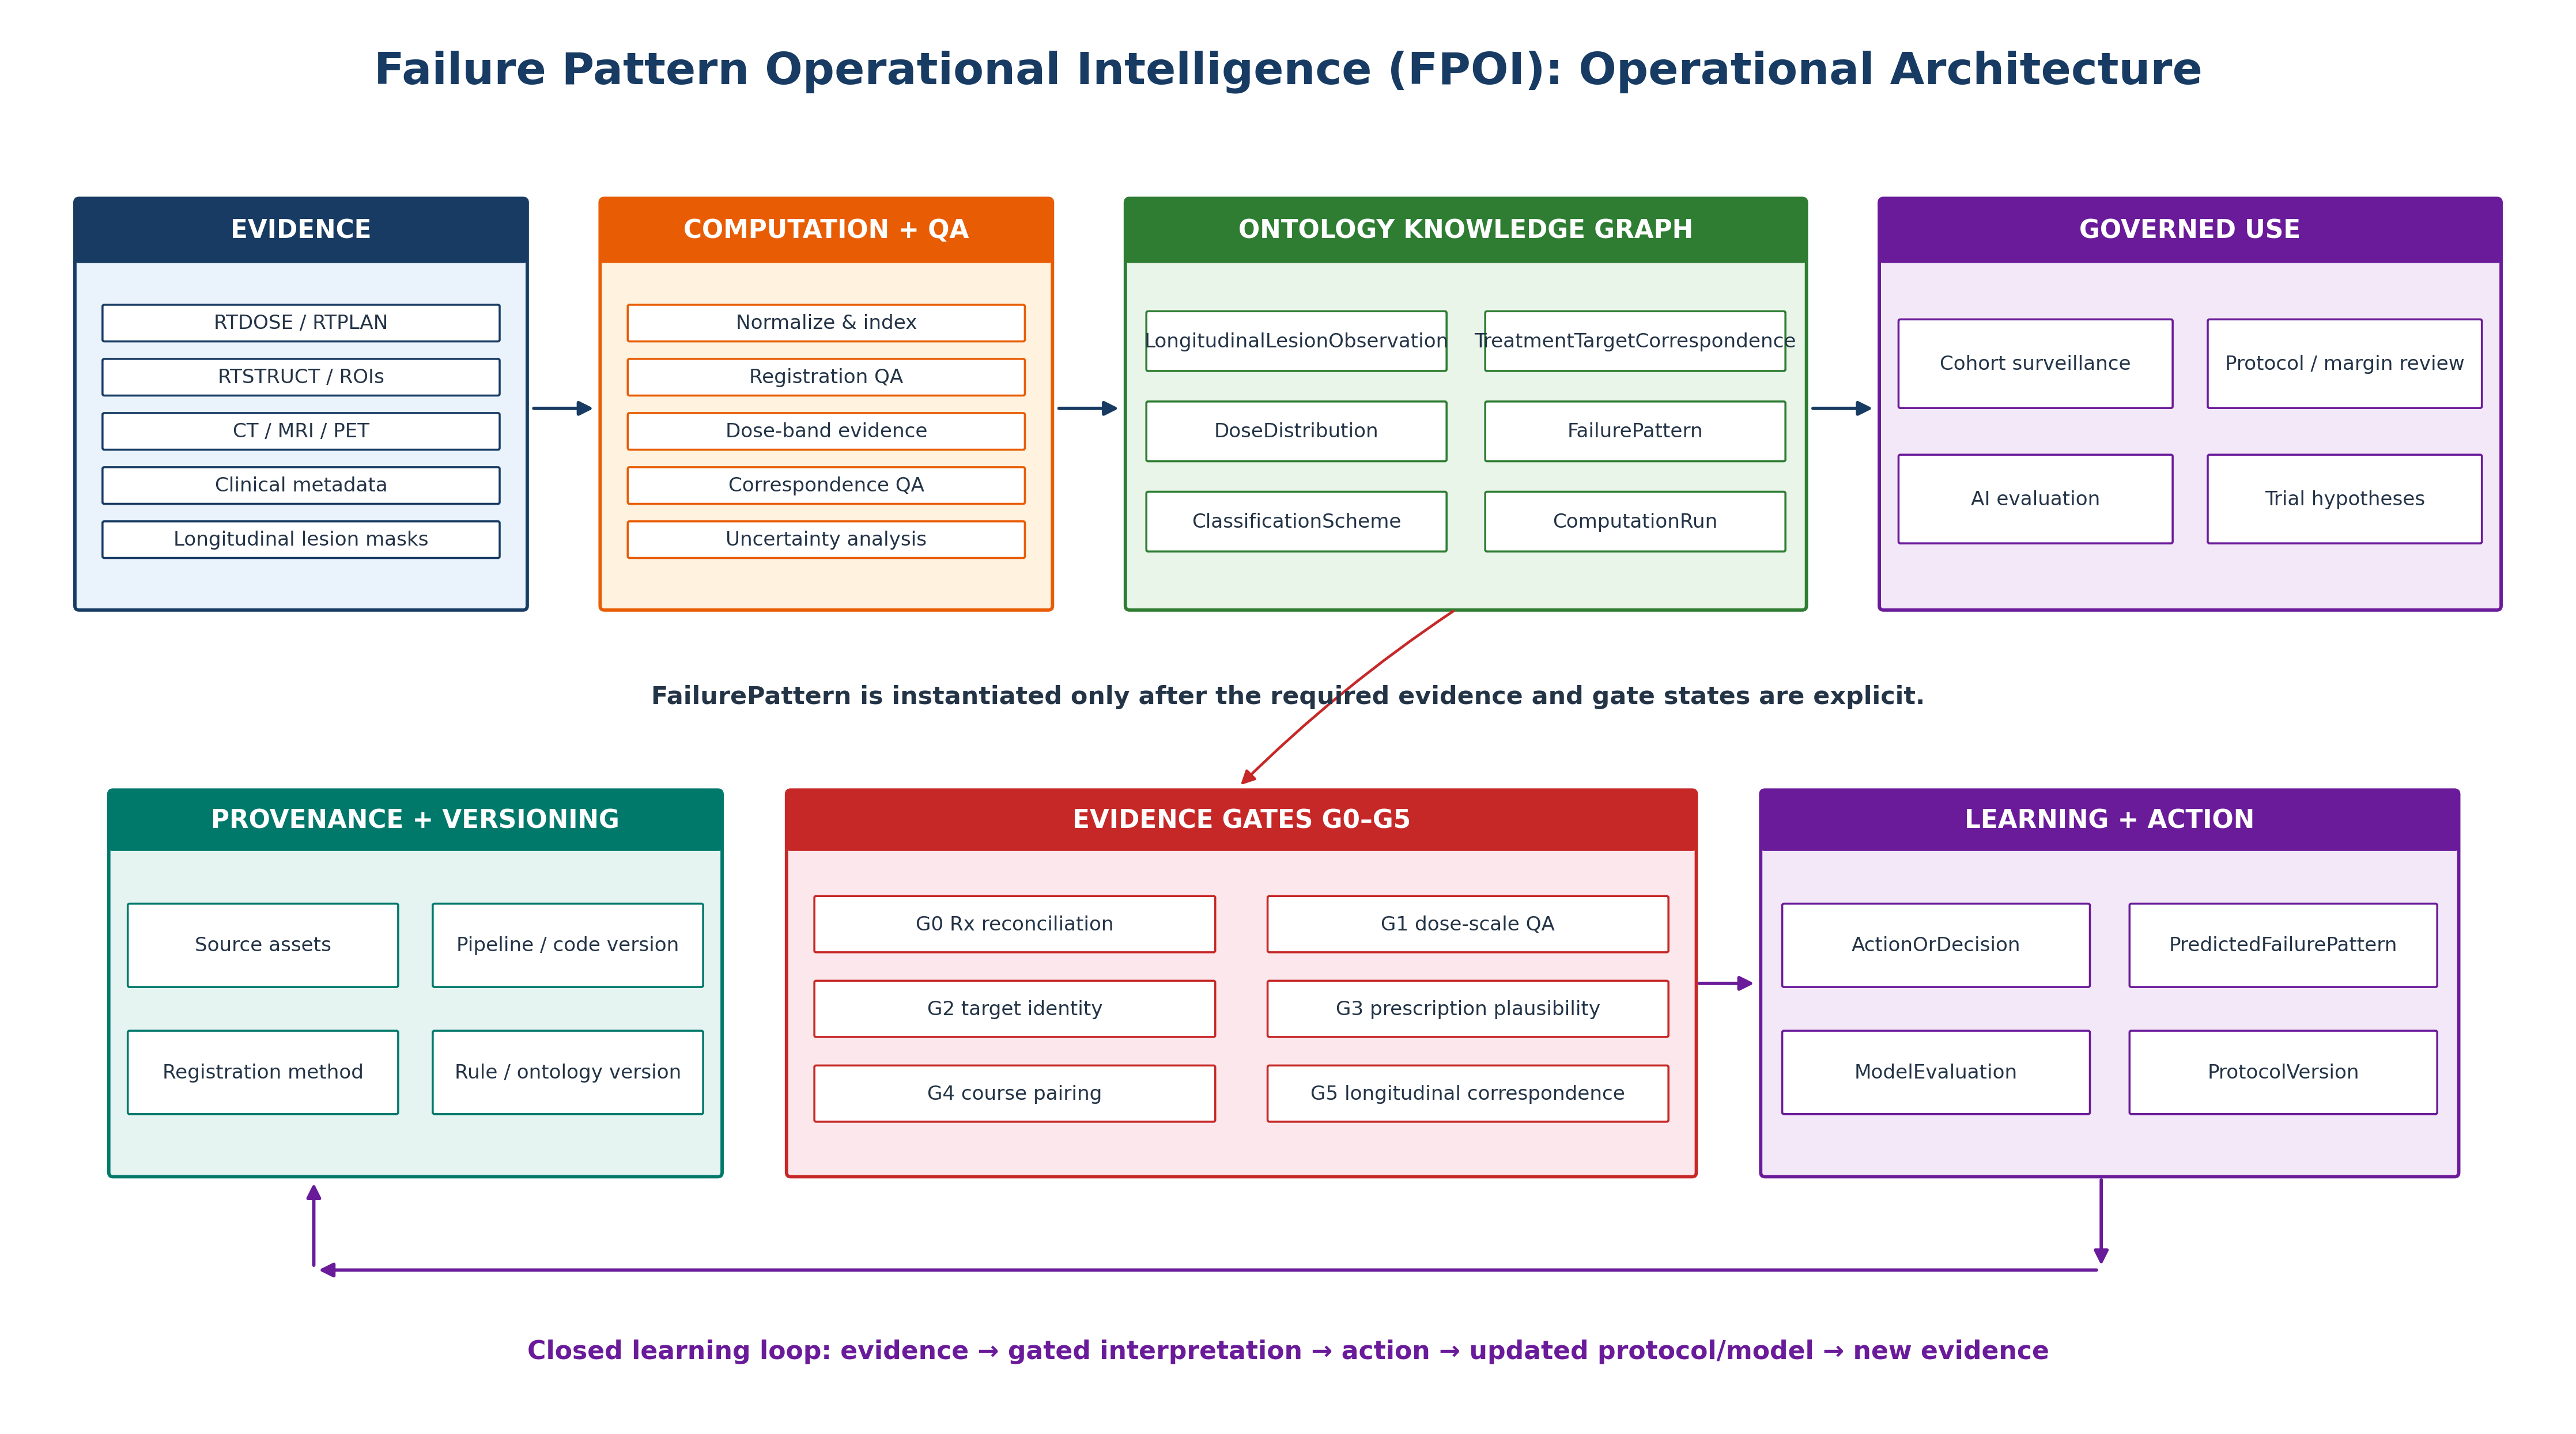 Failure Pattern Operational Intelligence (FPOI): Operational Architecture
EVIDENCE
RTDOSE / RTPLAN
RTSTRUCT / ROIs
CT / MRI / PET
Clinical metadata
Longitudinal lesion masks
COMPUTATION + QA
Normalize & index
Registration QA
Dose-band evidence
Correspondence QA
Uncertainty analysis
ONTOLOGY KNOWLEDGE GRAPH
LongitudinalLesionObservation
TreatmentTargetCorrespondence
DoseDistribution
FailurePattern
ClassificationScheme
ComputationRun
GOVERNED USE
Cohort surveillance
Protocol / margin review
AI evaluation
Trial hypotheses
FailurePattern is instantiated only after the required evidence and gate states are explicit.
PROVENANCE + VERSIONING
Source assets
Pipeline / code version
Registration method
Rule / ontology version
EVIDENCE GATES G0–G5
G0 Rx reconciliation
G1 dose-scale QA
G2 target identity
G3 prescription plausibility
G4 course pairing
G5 longitudinal correspondence
LEARNING + ACTION
ActionOrDecision
PredictedFailurePattern
ModelEvaluation
ProtocolVersion
Closed learning loop: evidence → gated interpretation → action → updated protocol/model → new evidence